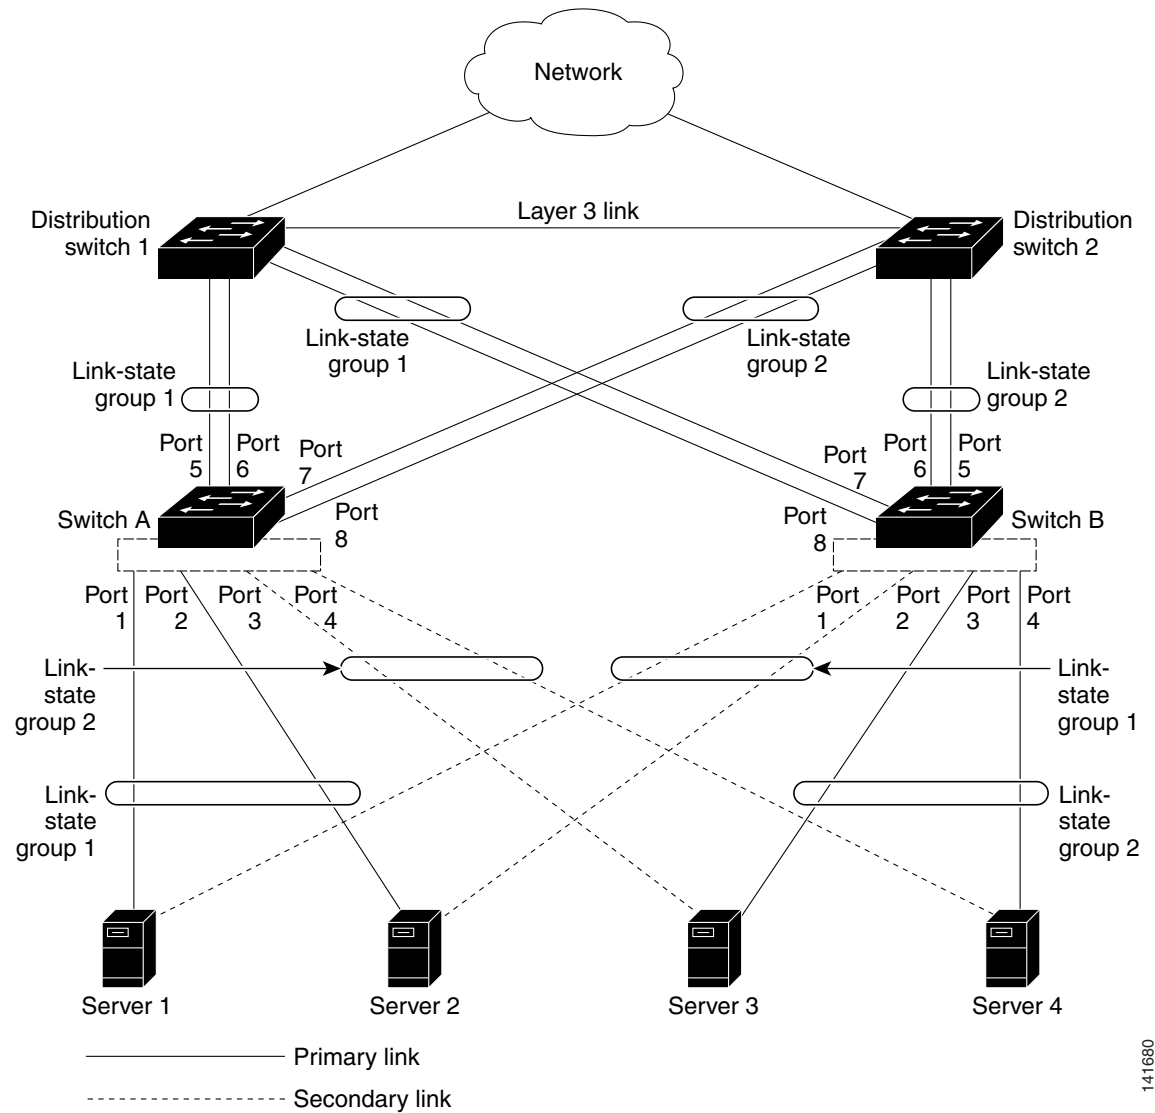 Network
Layer 3 link
Distribution
switch 1
Distribution
switch 2
Link-state
group 1
Link-state
group 2
Link-state
group 1
Link-state
group 2
Port
5
Port
6
Port
7
Port
8
Port
7
Port
6
Port
5
Port
8
Switch A
Switch B
Port
1
Port
2
Port
3
Port
4
Port
1
Port
2
Port
3
Port
4
Link-
state
group 2
Link-
state
group 1
Link-
state
group 1
Link-
state
group 2
Server 1
Server 2
Server 3
Server 4
Primary link
Secondary link
141680